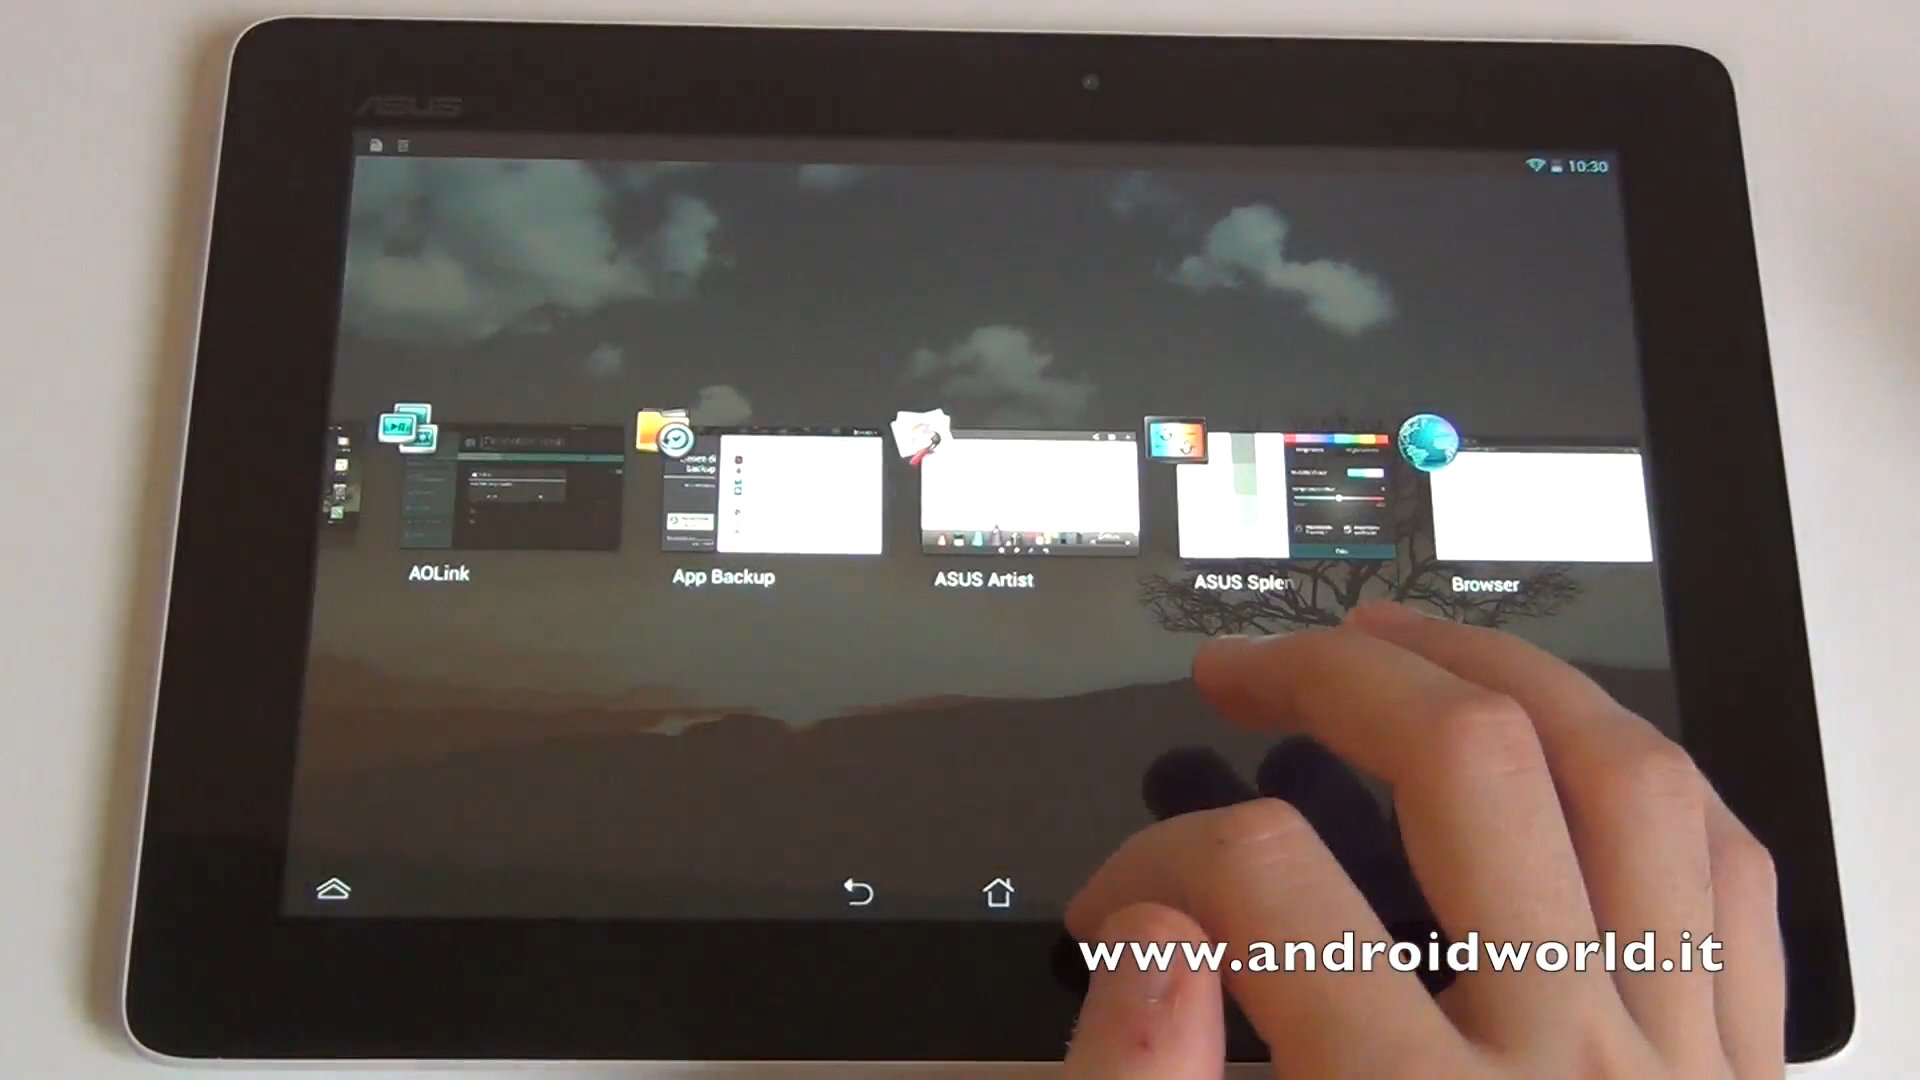 ASUS
10:30
AOLink
App Backup
ASUS Artist
ASUS Splen
Browser
www.androidworld.it